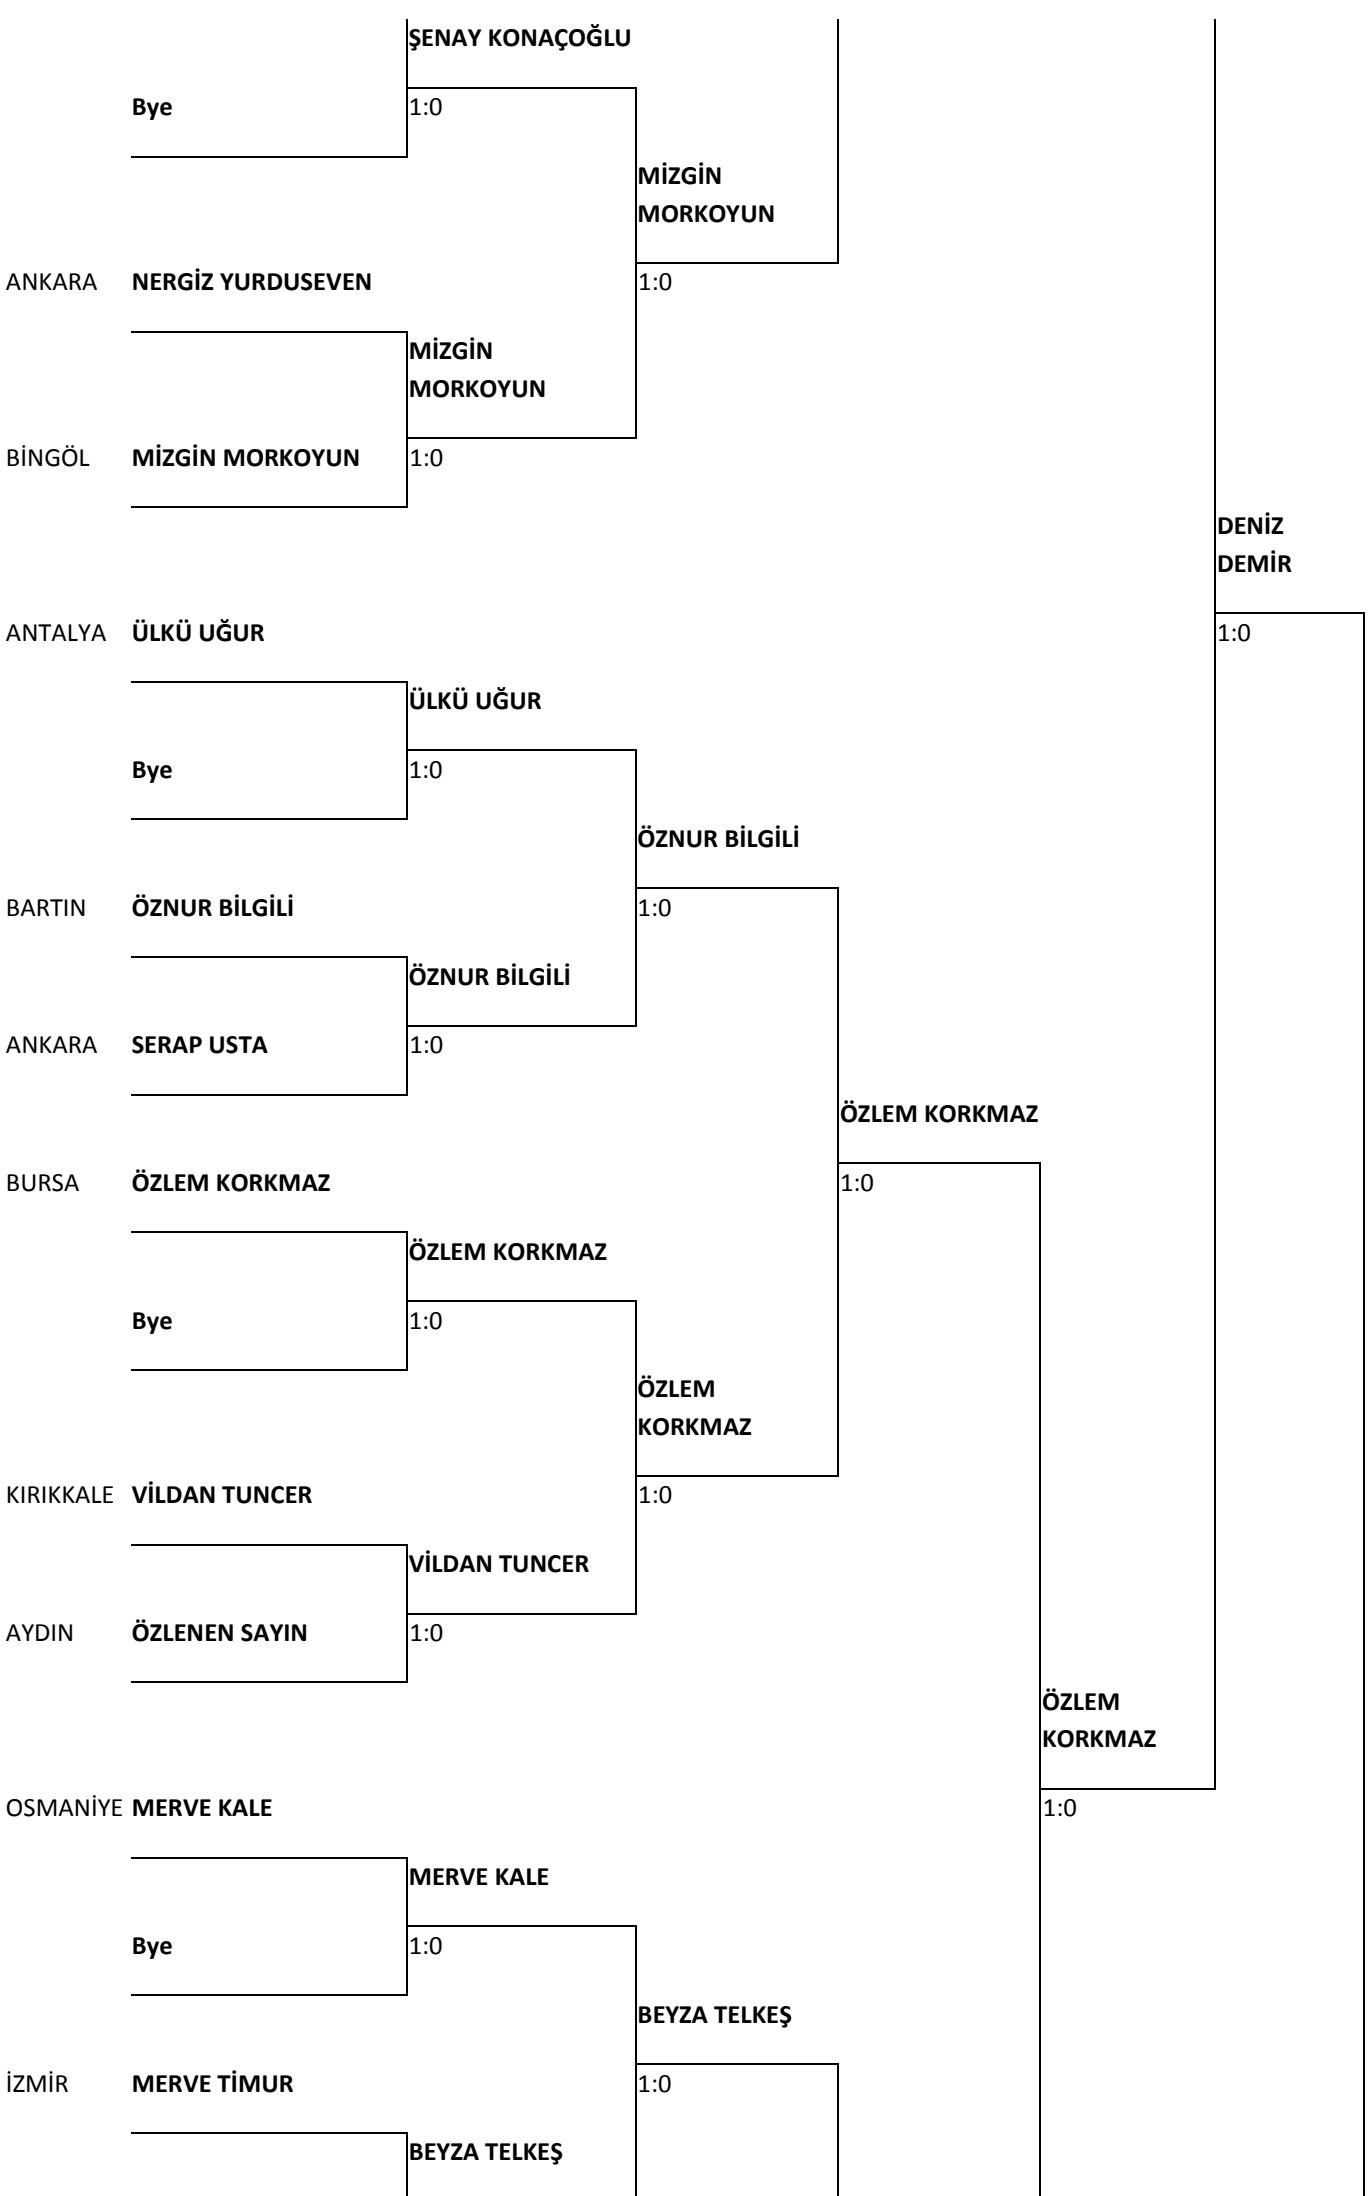 ŞENAY KONAÇOĞLU
Bye 1:0
MİZGİN
MORKOYUN
ANKARA NERGİZ YURDUSEVEN 1:0
MİZGİN
MORKOYUN
BİNGÖL MİZGİN MORKOYUN 1:0
DENİZ
DEMİR
ANTALYA ÜLKÜ UĞUR 1:0
ÜLKÜ UĞUR
Bye 1:0
ÖZNUR BİLGİLİ
BARTIN ÖZNUR BİLGİLİ 1:0
ÖZNUR BİLGİLİ
ANKARA SERAP USTA 1:0
ÖZLEM KORKMAZ
BURSA ÖZLEM KORKMAZ 1:0
ÖZLEM KORKMAZ
Bye 1:0
ÖZLEM
KORKMAZ
KIRIKKALE VİLDAN TUNCER 1:0
VİLDAN TUNCER
AYDIN ÖZLENEN SAYIN 1:0
ÖZLEM
KORKMAZ
OSMANİYE MERVE KALE 1:0
MERVE KALE
Bye 1:0
BEYZA TELKEŞ
İZMİR MERVE TİMUR 1:0
BEYZA TELKEŞ